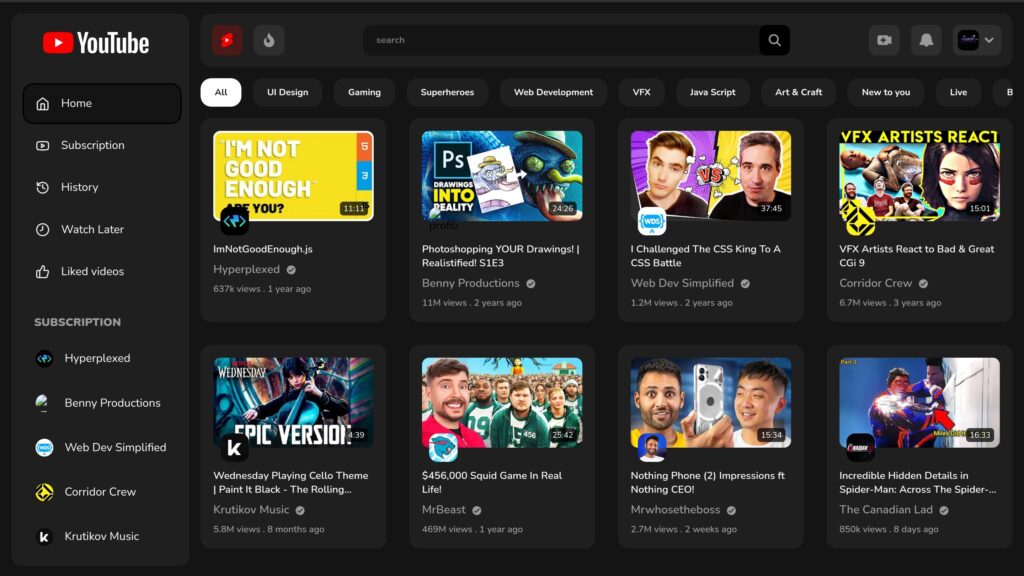 YouTube
search
Home
Subscription
History
Watch Later
Liked videos
SUBSCRIPTION
Hyperplexed
Benny Productions
Web Dev Simplified
Corridor Crew
Krutikov Music
All
UI Design
Gaming
Superheroes
Web Development
VFX
Java Script
Art & Craft
New to you
Live
B
"I'M NOT
GOOD
ENOUGH"
ARE YOU?
5
3
11:11
ImNotGoodEnough.js
Hyperplexed
637k views . 1 year ago
Ps
DRAWINGS
INTO
REALITY
24:26
profil
Photoshopping YOUR Drawings! |
Realistified! S1E3
Benny Productions
11M views . 2 years ago
VS
37:45
WDS
I Challenged The CSS King To A
CSS Battle
Web Dev Simplified
1.2M views . 2 years ago
VFX ARTISTS REACT
15:01
VFX Artists React to Bad & Great
CGi 9
Corridor Crew
6.7M views . 3 years ago
WEDNESDAY
EPIC VERSION
4:39
k
Wednesday Playing Cello Theme
| Paint It Black - The Rolling...
Krutikov Music
5.8M views . 8 months ago
456
25:42
$456,000 Squid Game In Real
Life!
MrBeast
469M views . 1 year ago
15:34
Nothing Phone (2) Impressions ft
Nothing CEO!
Mrwhosetheboss
2.7M views . 2 weeks ago
Part 3
Miles
16:33
CANADIAN
Incredible Hidden Details in
Spider-Man: Across The Spider-...
The Canadian Lad
850k views . 8 days ago